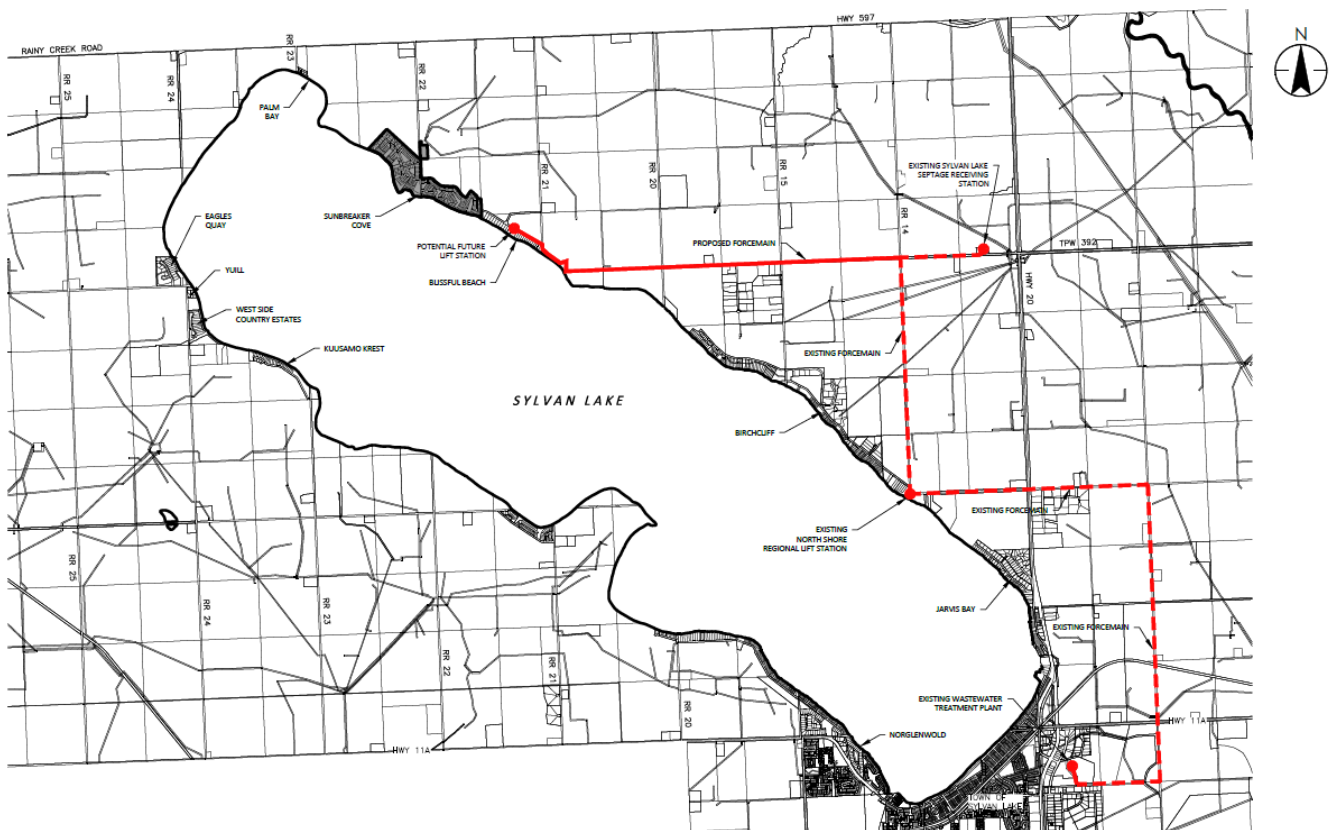 HWY 597
N
RAINY CREEK ROAD
RR 25
RR 24
RR 23
RR 22
PALM
BAY
RR 21
RR 20
RR 15
RR 14
EXISTING SYLVAN LAKE
SEPTAGE RECEIVING
STATION
EAGLES
QUAY
SUNBREAKER
COVE
POTENTIAL FUTURE
LIFT STATION
PROPOSED FORCEMAIN
TPW 392
YUILL
BLISSFUL BEACH
HWY 20
WEST SIDE
COUNTRY ESTATES
KUUSAMO KREST
EXISTING FORCEMAIN
SYLVAN LAKE
BIRCHCLIFF
EXISTING FORCEMAIN
EXISTING
NORTH SHORE
REGIONAL LIFT STATION
RR 25
RR 24
RR 23
RR 22
RR 21
RR 20
JARVIS BAY
EXISTING FORCEMAIN
EXISTING WASTEWATER
TREATMENT PLANT
HWY 11A
NORGLENWOLD
HWY 11A
TOWN OF
SYLVAN LAKE